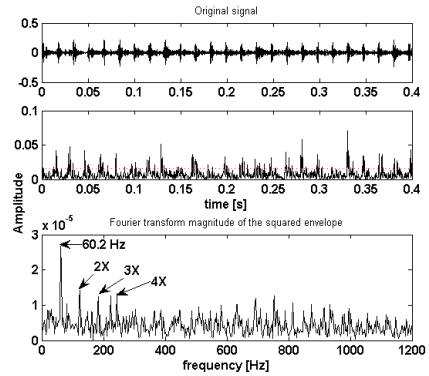 Original signal
0.5
0
-0.5
0 0.05 0.1 0.15 0.2 0.25 0.3 0.35 0.4
0.1
0.05
0
0 0.05 0.1 0.15 0.2 0.25 0.3 0.35 0.4
time [s]
Amplitude
x 10-5
Fourier transform magnitude of the squared envelope
3
60.2 Hz
2
2X
3X
4X
1
0
0 200 400 600 800 1000 1200
frequency [Hz]